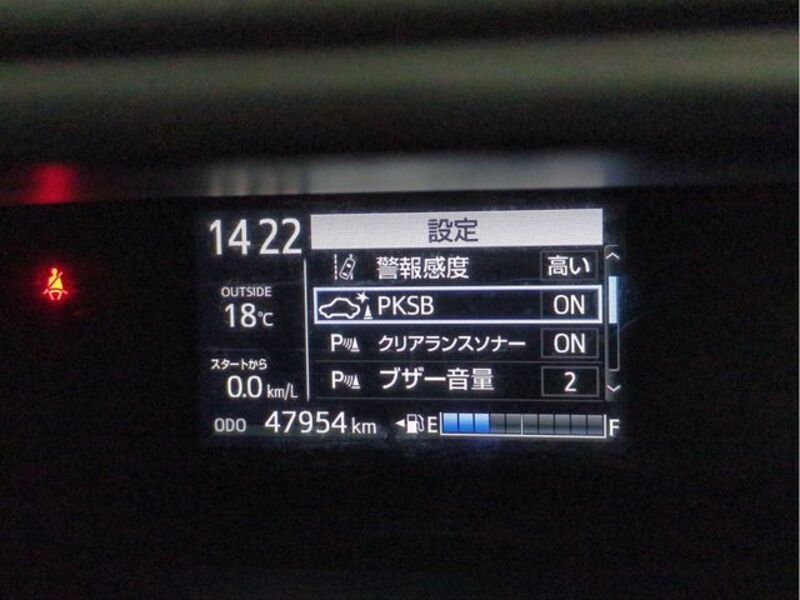 14 22
設定
警報感度 高い
OUTSIDE
18℃
PKSB ON
P クリアランスソナー ON
スタートから
0.0 km/L
P ブザー音量 2
ODO 47954 km E F